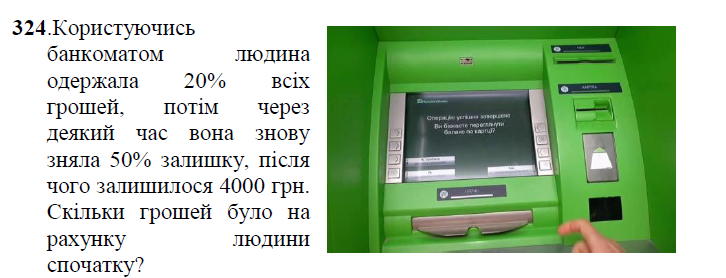 324.Користуючись
банкоматом людина
одержала 20% всіх
грошей, потім через
деякий час вона знову
зняла 50% залишку, після
чого залишилося 4000 грн.
Скільки грошей було на
рахунку людини
спочатку?
Операцію успішно завершено
Ви бажаєте переглянути
баланс по картці?